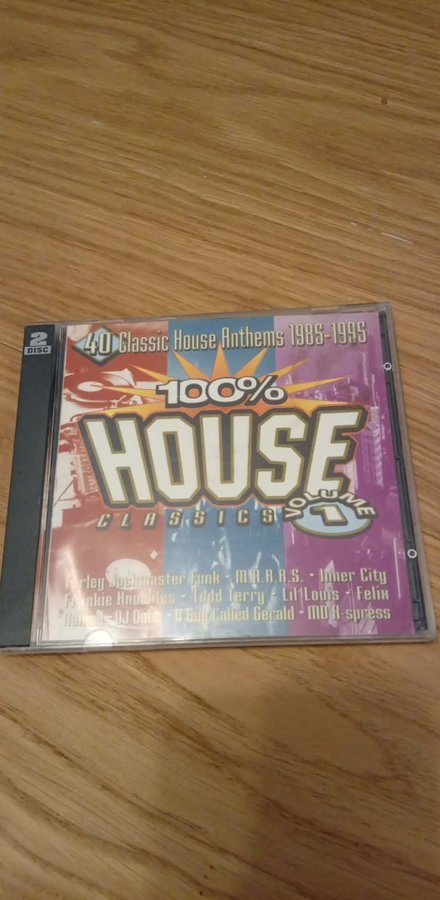 2
DISC
40 Classic House Anthems 1985-1995
100%
HOUSE
CLASSICS
VOLUME
1
Farley Jackmaster Funk - M.A.R.R.S. - Inner City
Frankie Knuckles - Todd Terry - Lil Louis - Felix
DJ - A Guy Called Gerald - MD X-spress